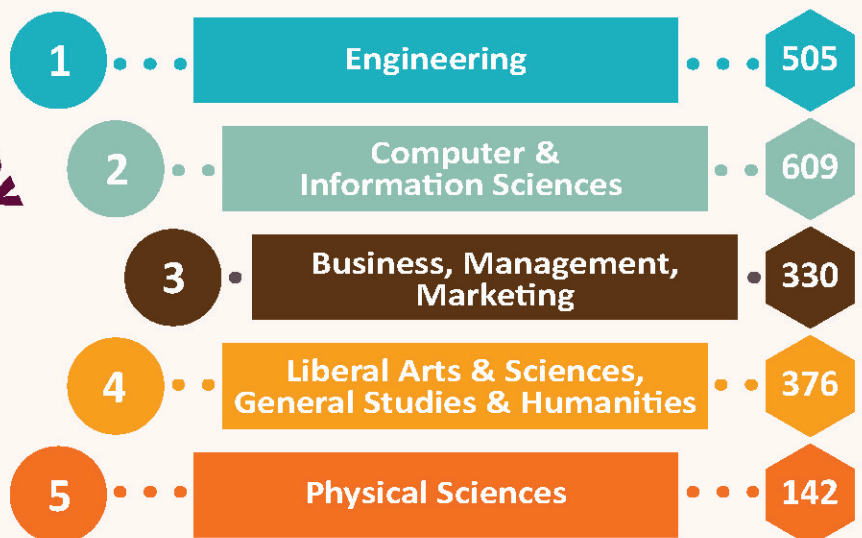 1 Engineering 505
2 Computer &
Information Sciences 609
3 Business, Management,
Marketing 330
4 Liberal Arts & Sciences,
General Studies & Humanities 376
5 Physical Sciences 142